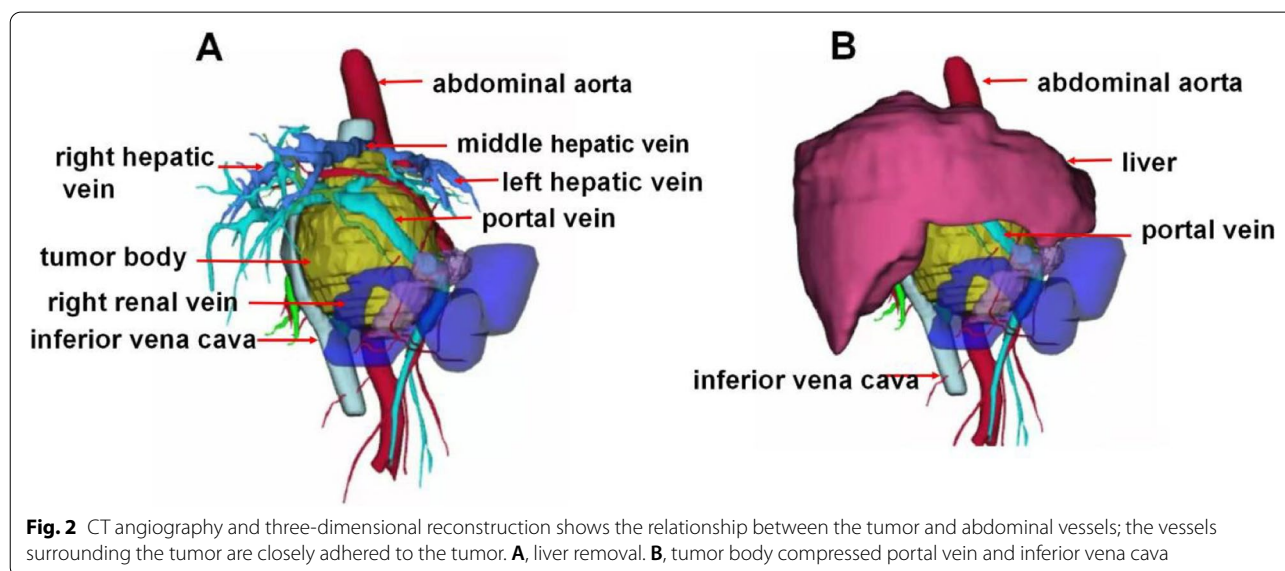 A
abdominal aorta
middle hepatic vein
right hepatic
vein
left hepatic vein
portal vein
tumor body
right renal vein
inferior vena cava
B
abdominal aorta
liver
portal vein
inferior vena cava
Fig. 2 CT angiography and three-dimensional reconstruction shows the relationship between the tumor and abdominal vessels; the vessels
surrounding the tumor are closely adhered to the tumor. A, liver removal. B, tumor body compressed portal vein and inferior vena cava